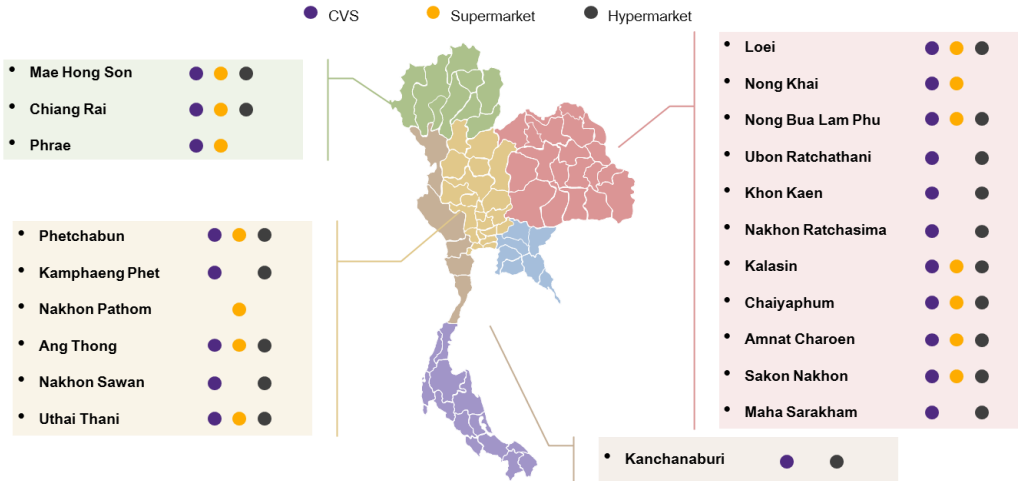 CVS Supermarket Hypermarket
• Mae Hong Son
• Chiang Rai
• Phrae
• Phetchabun
• Kamphaeng Phet
• Nakhon Pathom
• Ang Thong
• Nakhon Sawan
• Uthai Thani
• Loei
• Nong Khai
• Nong Bua Lam Phu
• Ubon Ratchathani
• Khon Kaen
• Nakhon Ratchasima
• Kalasin
• Chaiyaphum
• Amnat Charoen
• Sakon Nakhon
• Maha Sarakham
• Kanchanaburi